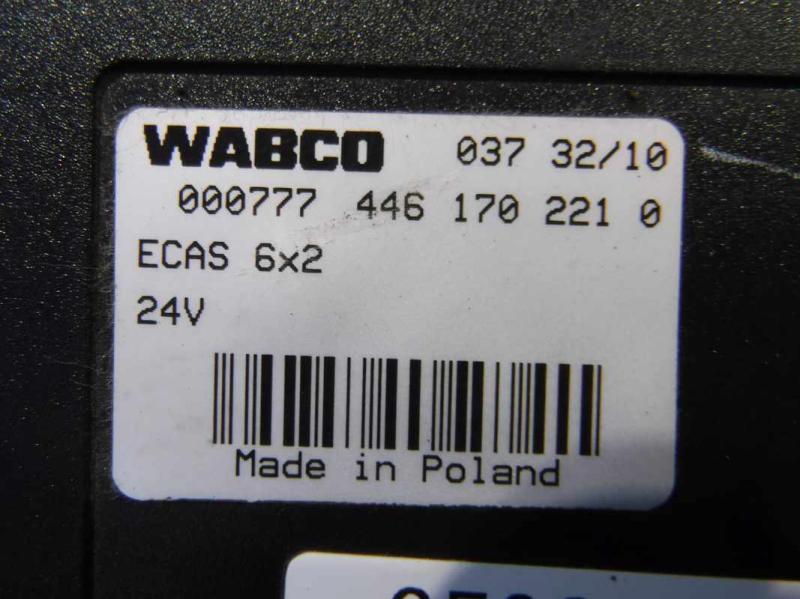 WABCO 037 32/10
000777 446 170 221 0
ECAS 6x2
24V
Made in Poland